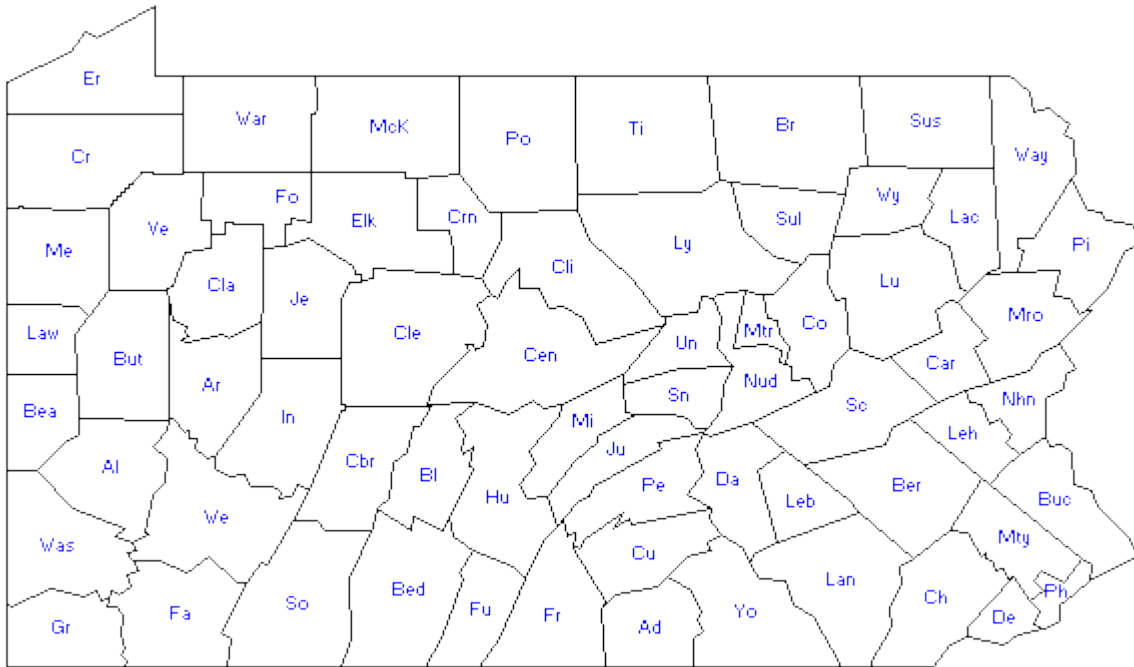 Er
War
McK
Po
Ti
Br
Sus
Way
Cr
Fo
Ve
Elk
Crn
Sul
Wy
Lac
Pi
Me
Cla
Je
Cli
Ly
Lu
Law
But
Ar
Cle
Cen
Un
Mtr
Co
Mro
Car
Bea
In
Sn
Nud
Sc
Nhn
Al
Cbr
Bl
Hu
Mi
Ju
Leh
We
Pe
Da
Leb
Ber
Buc
Was
Cu
Mty
Gr
Fa
So
Bed
Fu
Fr
Ad
Yo
Lan
Ch
De
Ph